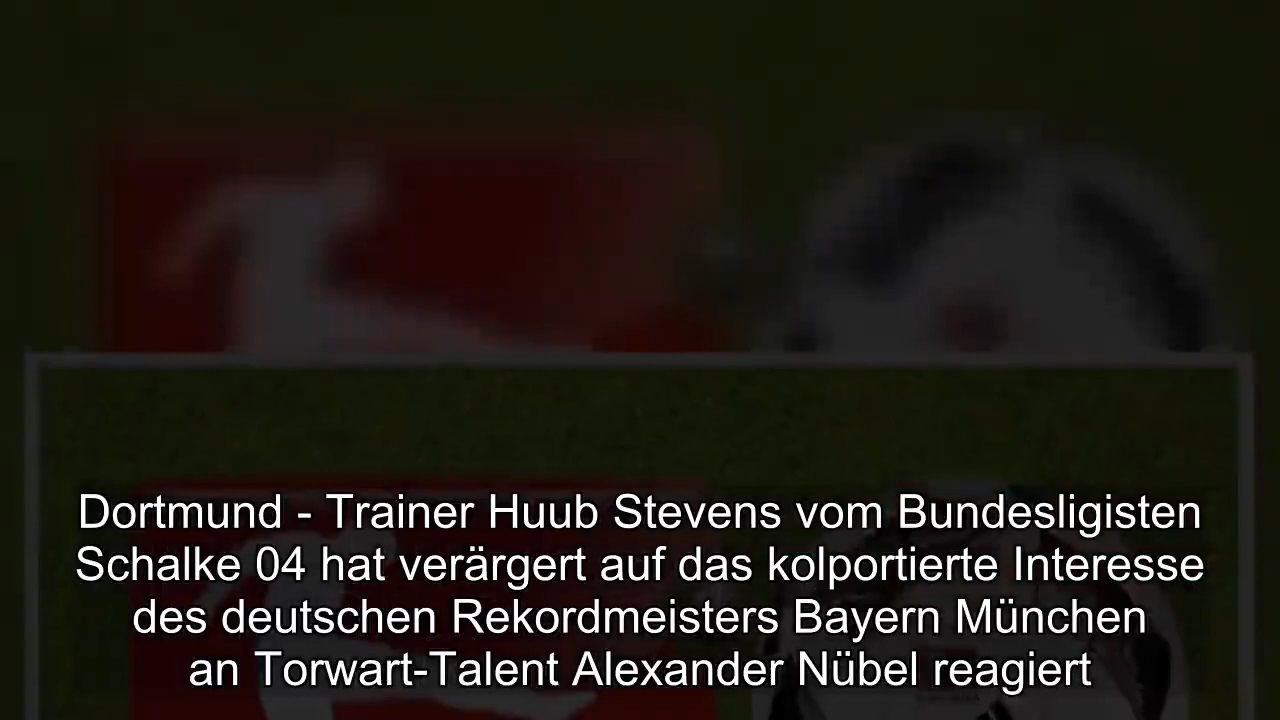 Dortmund - Trainer Huub Stevens vom Bundesligisten
Schalke 04 hat verärgert auf das kolportierte Interesse
des deutschen Rekordmeisters Bayern München
an Torwart-Talent Alexander Nübel reagiert